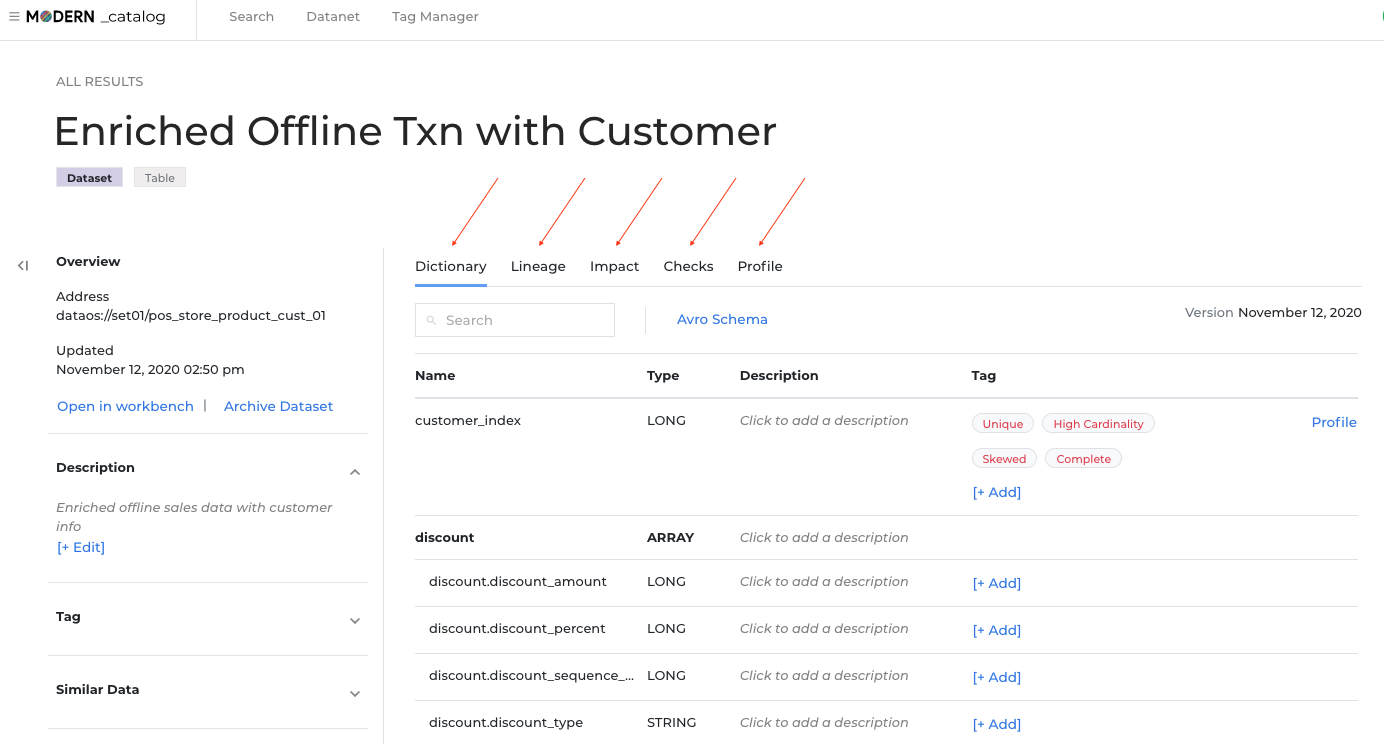 MODERN _catalog Search Datanet Tag Manager
ALL RESULTS
Enriched Offline Txn with Customer
Dataset Table
Overview
Address
dataos://set01/pos_store_product_cust_01
Updated
November 12, 2020 02:50 pm
Open in workbench | Archive Dataset
Description
Enriched offline sales data with customer
info
[+ Edit]
Tag
Similar Data
Dictionary Lineage Impact Checks Profile
Search Avro Schema Version November 12, 2020
Name Type Description Tag
customer_index LONG Click to add a description Unique High Cardinality Profile
Skewed Complete
[+ Add]
discount ARRAY Click to add a description
discount.discount_amount LONG Click to add a description [+ Add]
discount.discount_percent LONG Click to add a description [+ Add]
discount.discount_sequence_... LONG Click to add a description [+ Add]
discount.discount_type STRING Click to add a description [+ Add]